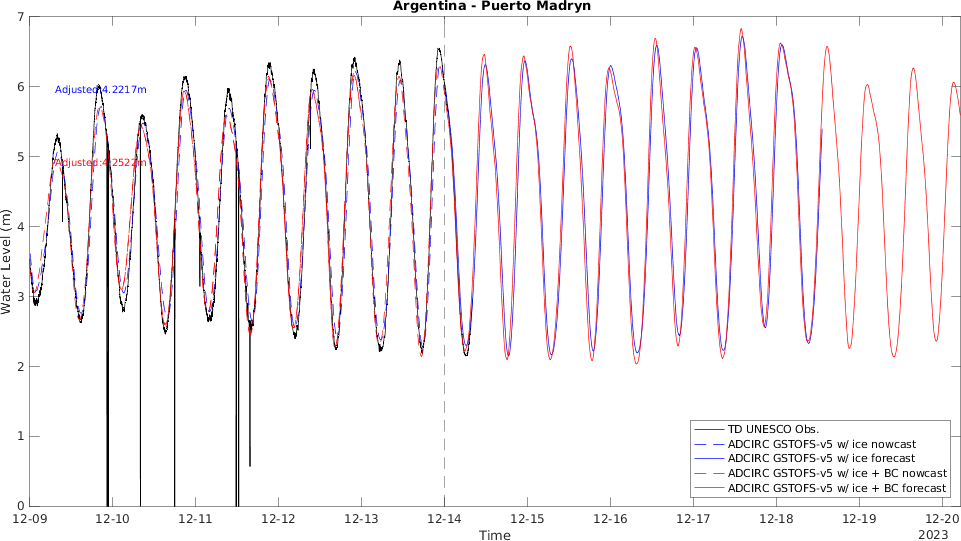 Argentina - Puerto Madryn
7
6
5
4
3
2
1
0
Water Level (m)
Adjusted:4.2217m
Adjusted:4.2522m
TD UNESCO Obs.
ADCIRC GSTOFS-v5 w/ ice nowcast
ADCIRC GSTOFS-v5 w/ ice forecast
ADCIRC GSTOFS-v5 w/ ice + BC nowcast
ADCIRC GSTOFS-v5 w/ ice + BC forecast
12-09 12-10 12-11 12-12 12-13 12-14 12-15 12-16 12-17 12-18 12-19 12-20
Time
2023